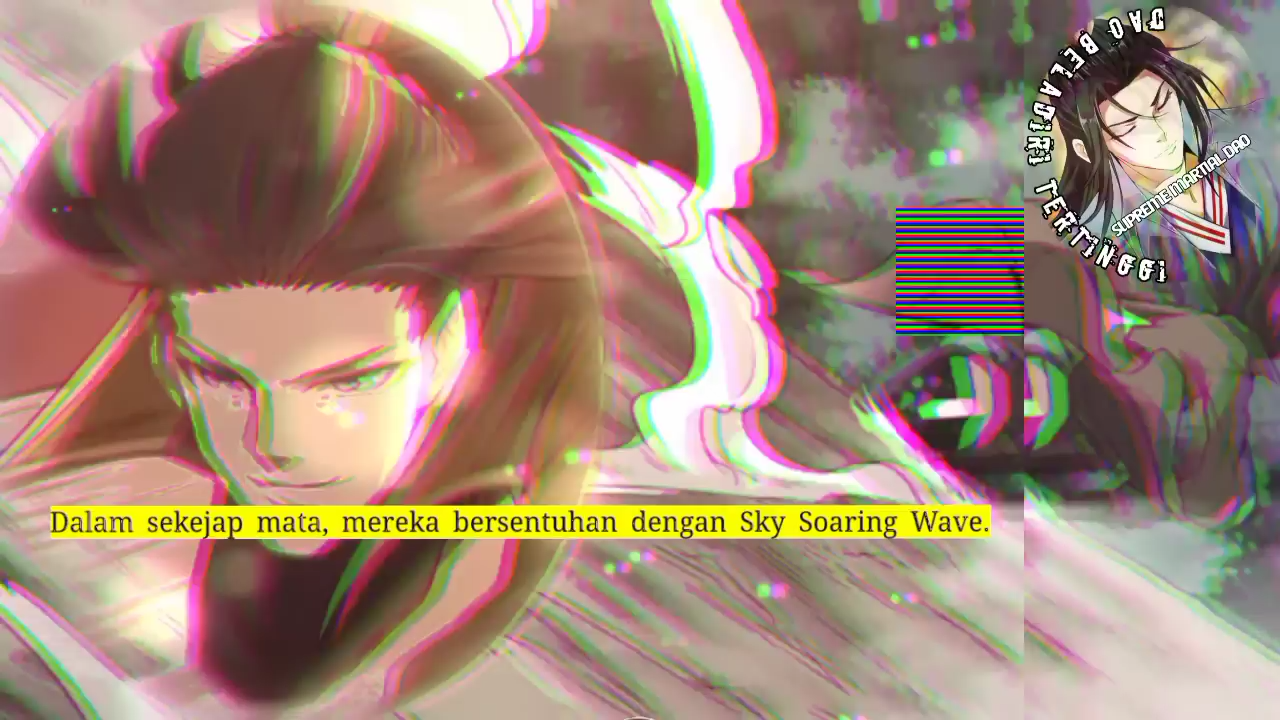 DAO BELADIRI TERTINGGI
SUPREME MARTIAL DAO
Dalam sekejap mata, mereka bersentuhan dengan Sky Soaring Wave.